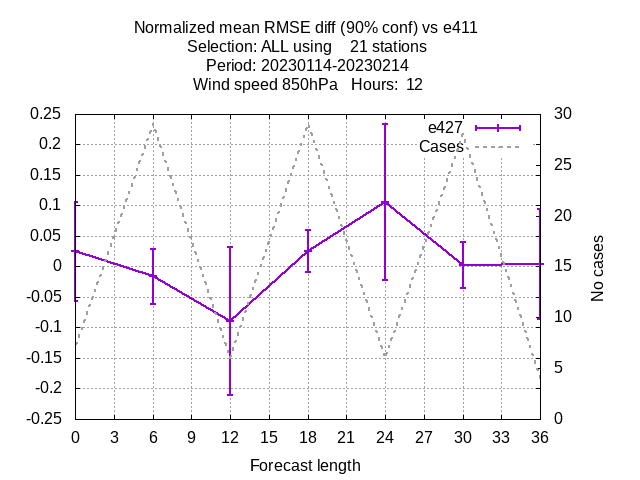 Normalized mean RMSE diff (90% conf) vs e411
Selection: ALL using    21 stations
Period: 20230114-20230214
Wind speed 850hPa   Hours:  12
0.25
0.2
0.15
0.1
0.05
0
-0.05
-0.1
-0.15
-0.2
-0.25
e427
Cases
30
25
20
15
10
5
0
No cases
0 3 6 9 12 15 18 21 24 27 30 33 36
Forecast length